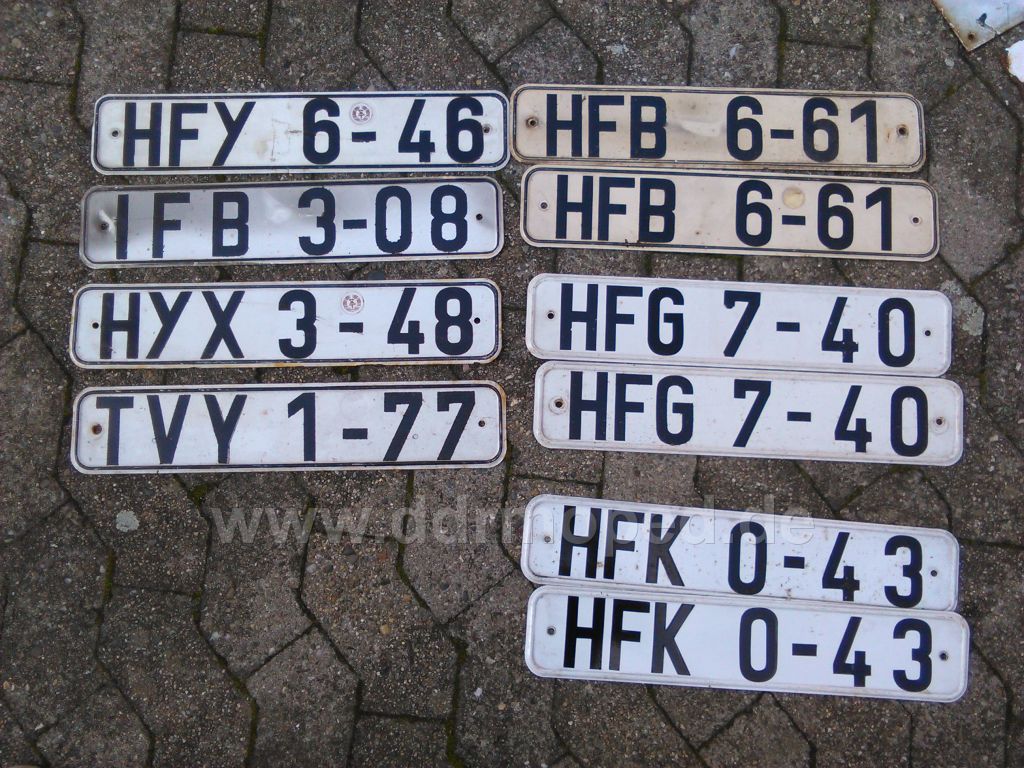 HFY 6-46
IFB 3-08
HYX 3-48
TVY 1-77
HFB 6-61
HFB 6-61
HFG 7-40
HFG 7-40
HFK 0-43
HFK 0-43
www.ddrmoped.de